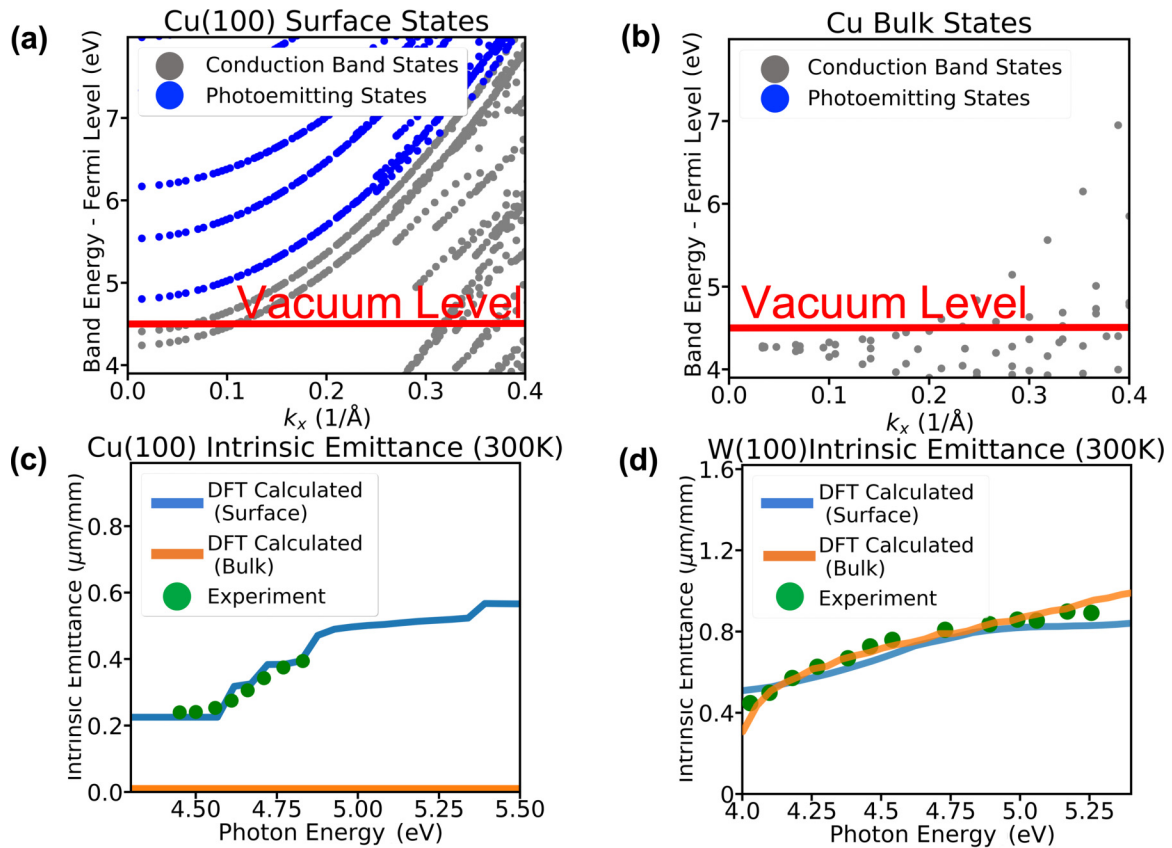 (a)
Cu(100) Surface States
Conduction Band States
Photoemitting States
Vacuum Level
Band Energy - Fermi Level (eV)
7
6
5
4
0.0 0.1 0.2 0.3 0.4
kx (1/Å)
(b)
Cu Bulk States
Conduction Band States
Photoemitting States
Vacuum Level
Band Energy - Fermi Level (eV)
7
6
5
4
0.0 0.1 0.2 0.3 0.4
kx (1/Å)
(c)
Cu(100) Intrinsic Emittance (300K)
DFT Calculated
(Surface)
DFT Calculated
(Bulk)
Experiment
Intrinsic Emittance (μm/mm)
0.8
0.6
0.4
0.2
0.0
4.50 4.75 5.00 5.25 5.50
Photon Energy (eV)
(d)
W(100)Intrinsic Emittance (300K)
DFT Calculated
(Surface)
DFT Calculated
(Bulk)
Experiment
Intrinsic Emittance (μm/mm)
1.6
1.2
0.8
0.4
0
4.0 4.25 4.5 4.75 5.0 5.25
Photon Energy (eV)